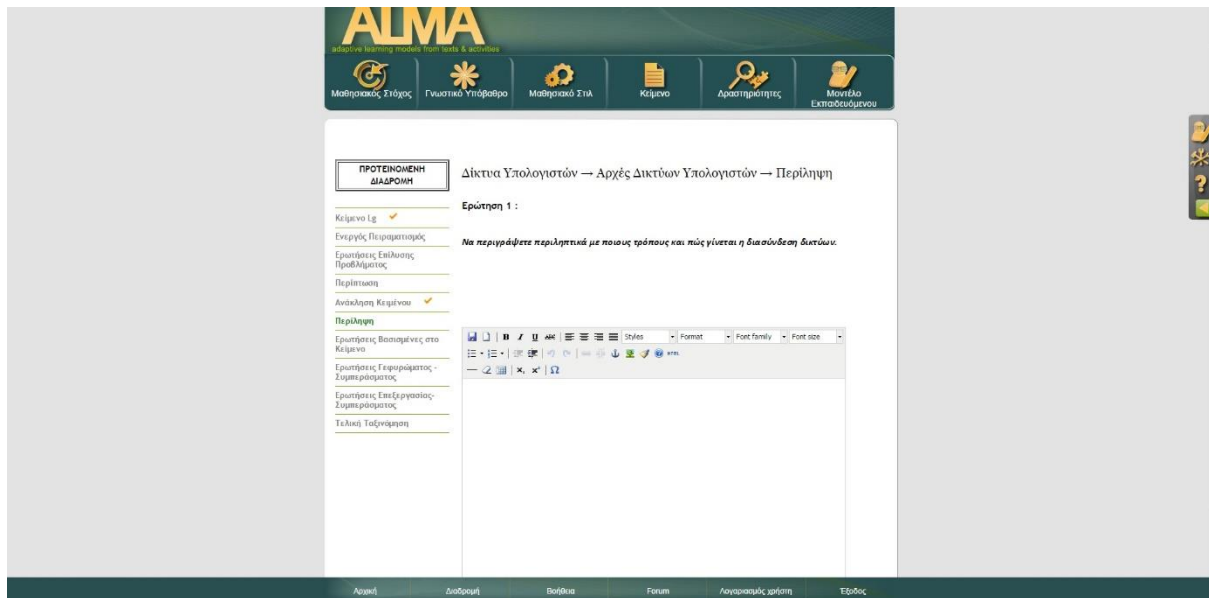 ALMA
adaptive learning models from texts & activities
Μαθησιακός Στόχος
Γνωστικό Υπόβαθρο
Μαθησιακό Στιλ
Κείμενο
Δραστηριότητες
Μοντέλο
Εκπαιδευόμενου
ΠΡΟΤΕΙΝΟΜΕΝΗ
ΔΙΑΔΡΟΜΗ
Κείμενο Lg
Ενεργός Πειραματισμός
Ερωτήσεις Επίλυσης
Προβλήματος
Περίπτωση
Ανάκληση Κειμένου
Περίληψη
Ερωτήσεις Βασισμένες στο
Κείμενο
Ερωτήσεις Γεφυρώματος -
Συμπεράσματος
Ερωτήσεις Επεξεργασίας-
Συμπεράσματος
Τελική Ταξινόμηση
Δίκτυα Υπολογιστών → Αρχές Δικτύων Υπολογιστών → Περίληψη
Ερώτηση 1 :
Να περιγράψετε περιληπτικά με ποιους τρόπους και πώς γίνεται η διασύνδεση δικτύων.
B I U ABC Styles Format Font family Font size
HTML
x, x² Ω
Αρχική Διαδρομή Βοήθεια Forum Λογαριασμός χρήστη Έξοδος